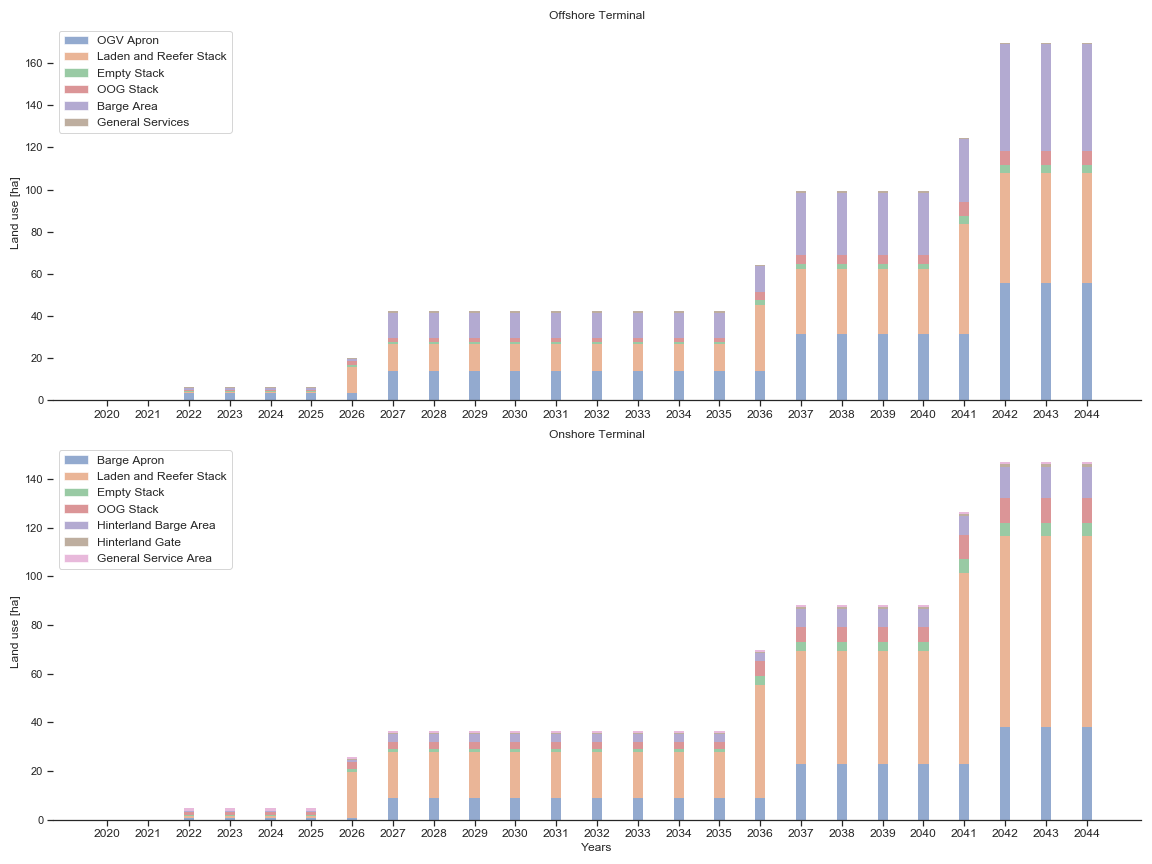 Offshore Terminal
OGV Apron
Laden and Reefer Stack
Empty Stack
OOG Stack
Barge Area
General Services
Land use [ha]
160
140
120
100
80
60
40
20
0
2020 2021 2022 2023 2024 2025 2026 2027 2028 2029 2030 2031 2032 2033 2034 2035 2036 2037 2038 2039 2040 2041 2042 2043 2044
Onshore Terminal
Barge Apron
Laden and Reefer Stack
Empty Stack
OOG Stack
Hinterland Barge Area
Hinterland Gate
General Service Area
Land use [ha]
140
120
100
80
60
40
20
0
2020 2021 2022 2023 2024 2025 2026 2027 2028 2029 2030 2031 2032 2033 2034 2035 2036 2037 2038 2039 2040 2041 2042 2043 2044
Years